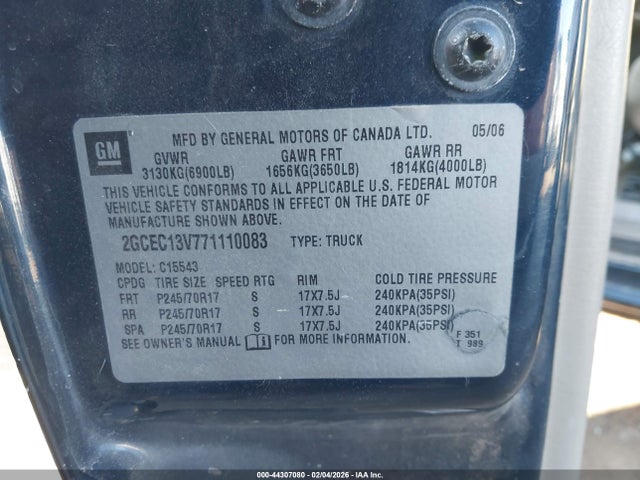 GM
MFD BY GENERAL MOTORS OF CANADA LTD. 05/06
GVWR GAWR FRT GAWR RR
3130KG(6900LB) 1656KG(3650LB) 1814KG(4000LB)
THIS VEHICLE CONFORMS TO ALL APPLICABLE U.S. FEDERAL MOTOR
VEHICLE SAFETY STANDARDS IN EFFECT ON THE DATE OF
MANUFACTURE SHOWN ABOVE.
2GCEC13V771110083 TYPE: TRUCK
MODEL: C15543
CPDG TIRE SIZE SPEED RTG RIM COLD TIRE PRESSURE
FRT P245/70R17 S 17X7.5J 240KPA(35PSI)
RR P245/70R17 S 17X7.5J 240KPA(35PSI)
SPA P245/70R17 S 17X7.5J 240KPA(35PSI)
SEE OWNER'S MANUAL FOR MORE INFORMATION.
F 351
T 989
02-44307080 - 02/04/2026 - IAAI.COM